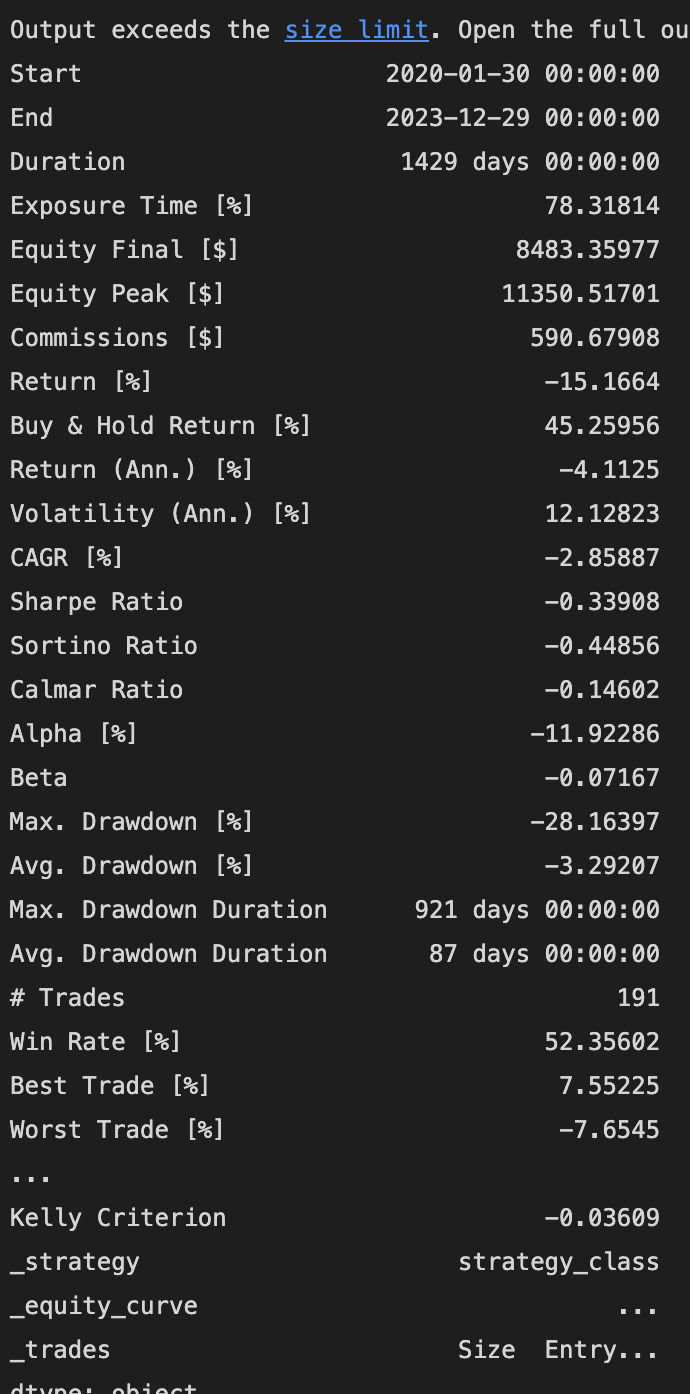 Output exceeds the size limit. Open the full ou
Start 2020-01-30 00:00:00
End 2023-12-29 00:00:00
Duration 1429 days 00:00:00
Exposure Time [%] 78.31814
Equity Final [$] 8483.35977
Equity Peak [$] 11350.51701
Commissions [$] 590.67908
Return [%] -15.1664
Buy & Hold Return [%] 45.25956
Return (Ann.) [%] -4.1125
Volatility (Ann.) [%] 12.12823
CAGR [%] -2.85887
Sharpe Ratio -0.33908
Sortino Ratio -0.44856
Calmar Ratio -0.14602
Alpha [%] -11.92286
Beta -0.07167
Max. Drawdown [%] -28.16397
Avg. Drawdown [%] -3.29207
Max. Drawdown Duration 921 days 00:00:00
Avg. Drawdown Duration 87 days 00:00:00
# Trades 191
Win Rate [%] 52.35602
Best Trade [%] 7.55225
Worst Trade [%] -7.6545
...
Kelly Criterion -0.03609
_strategy strategy_class
_equity_curve ...
_trades Size Entry...
dtype: object